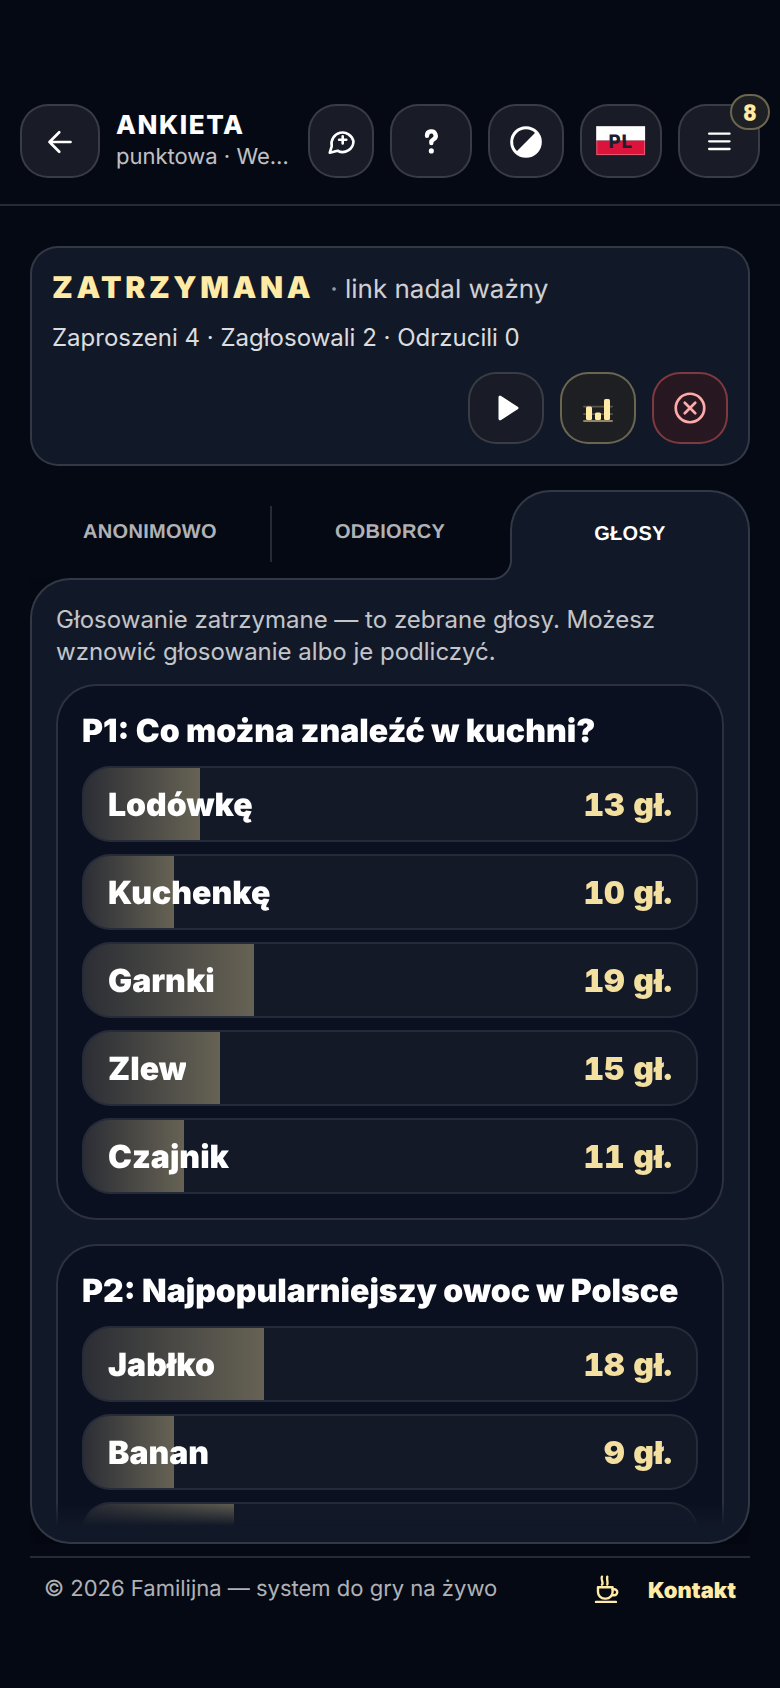 ANKIETA
punktowa · We...
?
PL
8
ZATRZYMANA · link nadal ważny
Zaproszeni 4 · Zagłosowali 2 · Odrzucili 0
ANONIMOWO
ODBIORCY
GŁOSY
Głosowanie zatrzymane — to zebrane głosy. Możesz
wznowić głosowanie albo je podliczyć.
P1: Co można znaleźć w kuchni?
Lodówkę 13 gł.
Kuchenkę 10 gł.
Garnki 19 gł.
Zlew 15 gł.
Czajnik 11 gł.
P2: Najpopularniejszy owoc w Polsce
Jabłko 18 gł.
Banan 9 gł.
© 2026 Familijna — system do gry na żywo
Kontakt